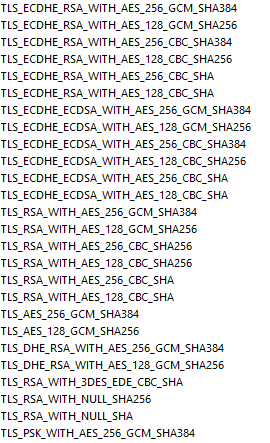 TLS_ECDHE_RSA_WITH_AES_256_GCM_SHA384
TLS_ECDHE_RSA_WITH_AES_128_GCM_SHA256
TLS_ECDHE_RSA_WITH_AES_256_CBC_SHA384
TLS_ECDHE_RSA_WITH_AES_128_CBC_SHA256
TLS_ECDHE_RSA_WITH_AES_256_CBC_SHA
TLS_ECDHE_RSA_WITH_AES_128_CBC_SHA
TLS_ECDHE_ECDSA_WITH_AES_256_GCM_SHA384
TLS_ECDHE_ECDSA_WITH_AES_128_GCM_SHA256
TLS_ECDHE_ECDSA_WITH_AES_256_CBC_SHA384
TLS_ECDHE_ECDSA_WITH_AES_128_CBC_SHA256
TLS_ECDHE_ECDSA_WITH_AES_256_CBC_SHA
TLS_ECDHE_ECDSA_WITH_AES_128_CBC_SHA
TLS_RSA_WITH_AES_256_GCM_SHA384
TLS_RSA_WITH_AES_128_GCM_SHA256
TLS_RSA_WITH_AES_256_CBC_SHA256
TLS_RSA_WITH_AES_128_CBC_SHA256
TLS_RSA_WITH_AES_256_CBC_SHA
TLS_RSA_WITH_AES_128_CBC_SHA
TLS_AES_256_GCM_SHA384
TLS_AES_128_GCM_SHA256
TLS_DHE_RSA_WITH_AES_256_GCM_SHA384
TLS_DHE_RSA_WITH_AES_128_GCM_SHA256
TLS_RSA_WITH_3DES_EDE_CBC_SHA
TLS_RSA_WITH_NULL_SHA256
TLS_RSA_WITH_NULL_SHA
TLS_PSK_WITH_AES_256_GCM_SHA384